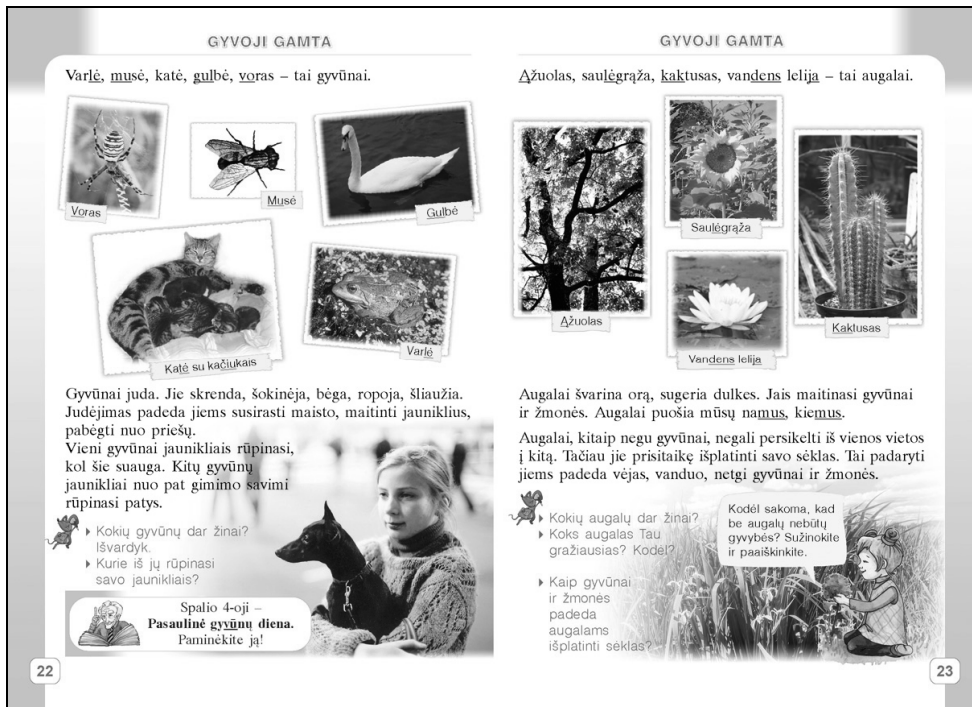 GYVOJI GAMTA
Varlė, musė, katė, gulbė, voras – tai gyvūnai.
Voras
Musė
Gulbė
Katė su kačiukais
Varlė
Gyvūnai juda. Jie skrenda, šokinėja, bėga, ropoja, šliaužia.
Judėjimas padeda jiems susirasti maisto, maitinti jauniklius,
pabėgti nuo priešų.
Vieni gyvūnai jaunikliais rūpinasi,
kol šie suauga. Kitų gyvūnų
jaunikliai nuo pat gimimo savimi
rūpinasi patys.
Kokių gyvūnų dar žinai?
Išvardyk.
Kurie iš jų rūpinasi
savo jaunikliais?
Spalio 4-oji –
Pasaulinė gyvūnų diena.
Paminėkite ją!
22
GYVOJI GAMTA
Ąžuolas, saulėgrąža, kaktusas, vandens lelija – tai augalai.
Ąžuolas
Saulėgrąža
Vandens lelija
Kaktusas
Augalai švarina orą, sugeria dulkes. Jais maitinasi gyvūnai
ir žmonės. Augalai puošia mūsų namus, kiemus.
Augalai, kitaip negu gyvūnai, negali persikelti iš vienos vietos
į kitą. Tačiau jie prisitaikę išplatinti savo sėklas. Tai padaryti
jiems padeda vėjas, vanduo, netgi gyvūnai ir žmonės.
Kokių augalų dar žinai?
Koks augalas Tau
gražiausias? Kodėl?
Kaip gyvūnai
ir žmonės
padeda
augalams
išplatinti sėklas?
Kodėl sakoma, kad
be augalų nebūtų
gyvybės? Sužinokite
ir paaiškinkite.
23